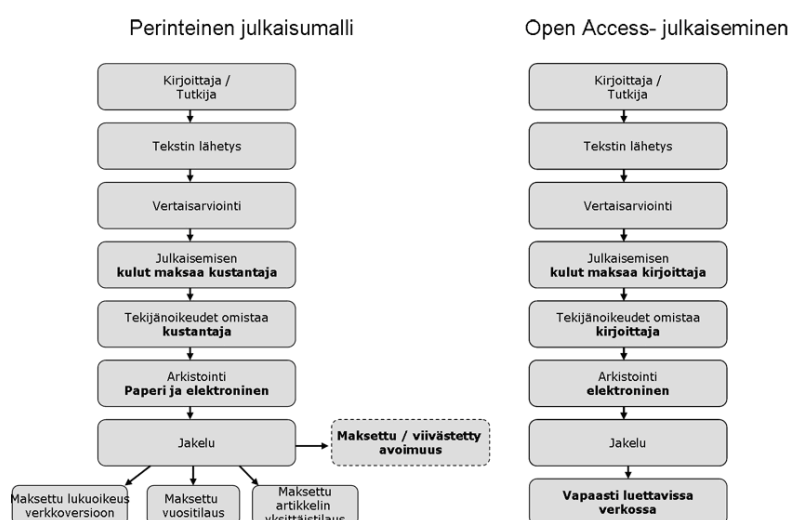 Perinteinen julkaisumalli
Kirjoittaja /
Tutkija
Tekstin lähetys
Vertaisarviointi
Julkaisemisen
kulut maksaa kustantaja
Tekijänoikeudet omistaa
kustantaja
Arkistointi
Paperi ja elektroninen
Jakelu
Maksettu / viivästetty
avoimuus
Maksettu lukuoikeus
verkkoversioon
Maksettu
vuositilaus
Maksettu
artikkelin
yksittäistilaus
Open Access- julkaiseminen
Kirjoittaja /
Tutkija
Tekstin lähetys
Vertaisarviointi
Julkaisemisen
kulut maksaa kirjoittaja
Tekijänoikeudet omistaa
kirjoittaja
Arkistointi
elektroninen
Jakelu
Vapaasti luettavissa
verkossa